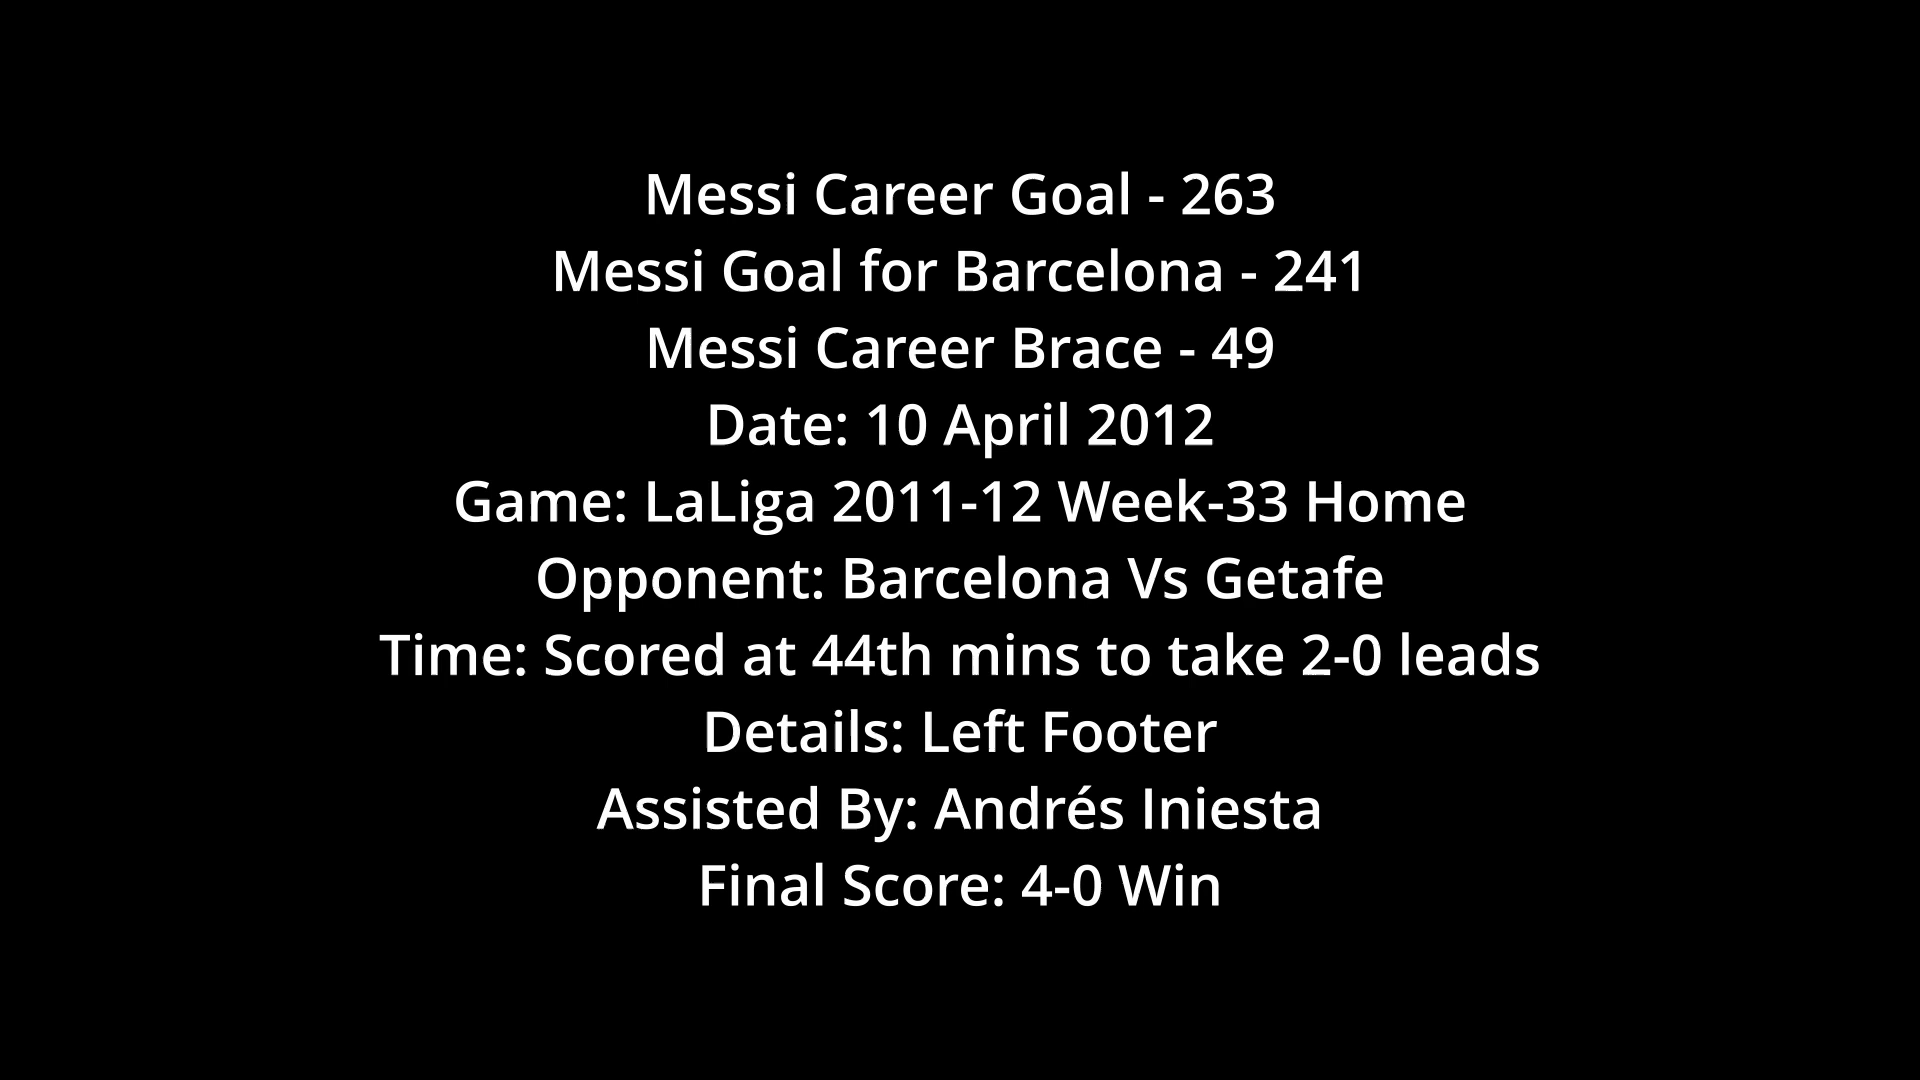 Messi Career Goal - 263
Messi Goal for Barcelona - 241
Messi Career Brace - 49
Date: 10 April 2012
Game: LaLiga 2011-12 Week-33 Home
Opponent: Barcelona Vs Getafe
Time: Scored at 44th mins to take 2-0 leads
Details: Left Footer
Assisted By: Andrés Iniesta
Final Score: 4-0 Win